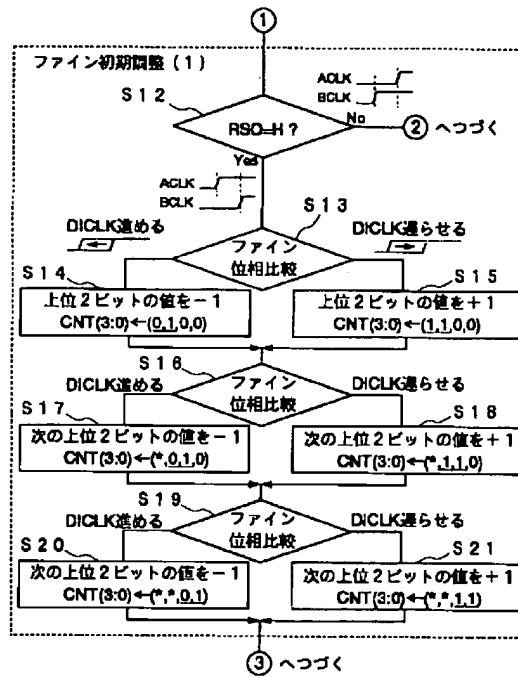 ①
ファイン初期調整(1)
S12
ACLK
BCLK
RSO=H?
No
② へつづく
Yes
ACLK
BCLK
S13
DICLK進める
DICLK遅らせる
ファイン
位相比較
S14
S15
上位2ビットの値を-1
CNT(3:0)←(0,1,0,0)
上位2ビットの値を+1
CNT(3:0)←(1,1,0,0)
S16
DICLK進める
DICLK遅らせる
ファイン
位相比較
S17
S18
次の上位2ビットの値を-1
CNT(3:0)←(*,0,1,0)
次の上位2ビットの値を+1
CNT(3:0)←(*,1,1,0)
S19
DICLK進める
DICLK遅らせる
ファイン
位相比較
S20
S21
次の上位2ビットの値を-1
CNT(3:0)←(*,*,0,1)
次の上位2ビットの値を+1
CNT(3:0)←(*,*,1,1)
③ へつづく